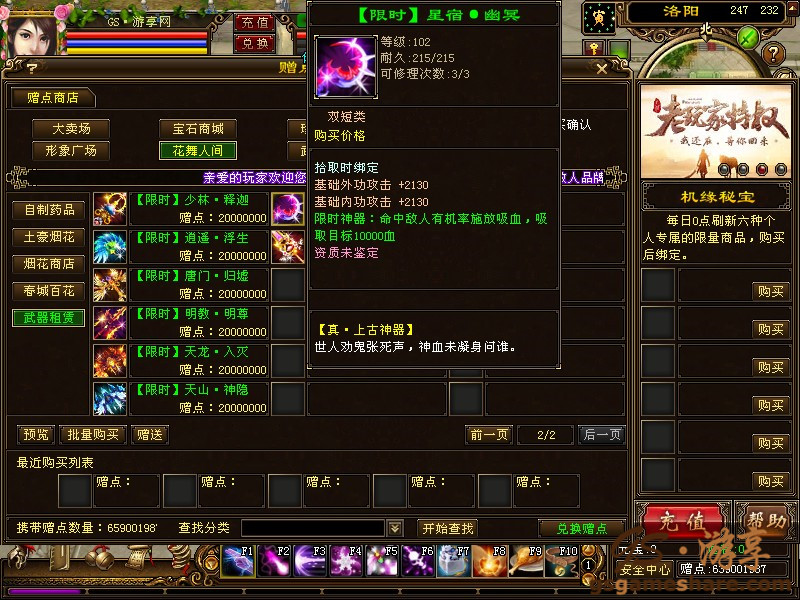 GS·游享网
充值
兑换
【限时】星宿●幽冥
等级:102
耐久:215/215
可修理次数:3/3
双短类
购买价格
拾取时绑定
基础外功攻击 +2130
基础内功攻击 +2130
限时神器：命中敌人有机率施放吸血，吸
取目标10000血
资质未鉴定
【真·上古神器】
世人劝鬼张死声，神血未凝身问谁。
寅
洛阳
247 232
北
?
赠点商店
大卖场
宝石商城
形象广场
花舞人间
亲爱的玩家欢迎您
自制药品
土豪烟花
烟花商店
春城百花
武器租赁
【限时】少林·释迦
赠点：20000000
【限时】逍遥·浮生
赠点：20000000
【限时】唐门·归墟
赠点：20000000
【限时】明教·明尊
赠点：20000000
【限时】天龙·入灭
赠点：20000000
【限时】天山·神隐
赠点：20000000
预览
批量购买
赠送
前一页
2/2
后一页
最近购买列表
赠点：
赠点：
赠点：
赠点：
赠点：
携带赠点数量：65900198
查找分类
开始查找
兑换赠点
老玩家特权
我还在，等你回来
机缘秘宝
每日0点刷新六种个
人专属的限量商品，购买
后绑定。
购买
购买
购买
购买
购买
购买
充值
帮助
F1
F2
F3
F4
F5
F6
F7
F8
F9
F10
1
安全中心
游享
gsgameshare.com